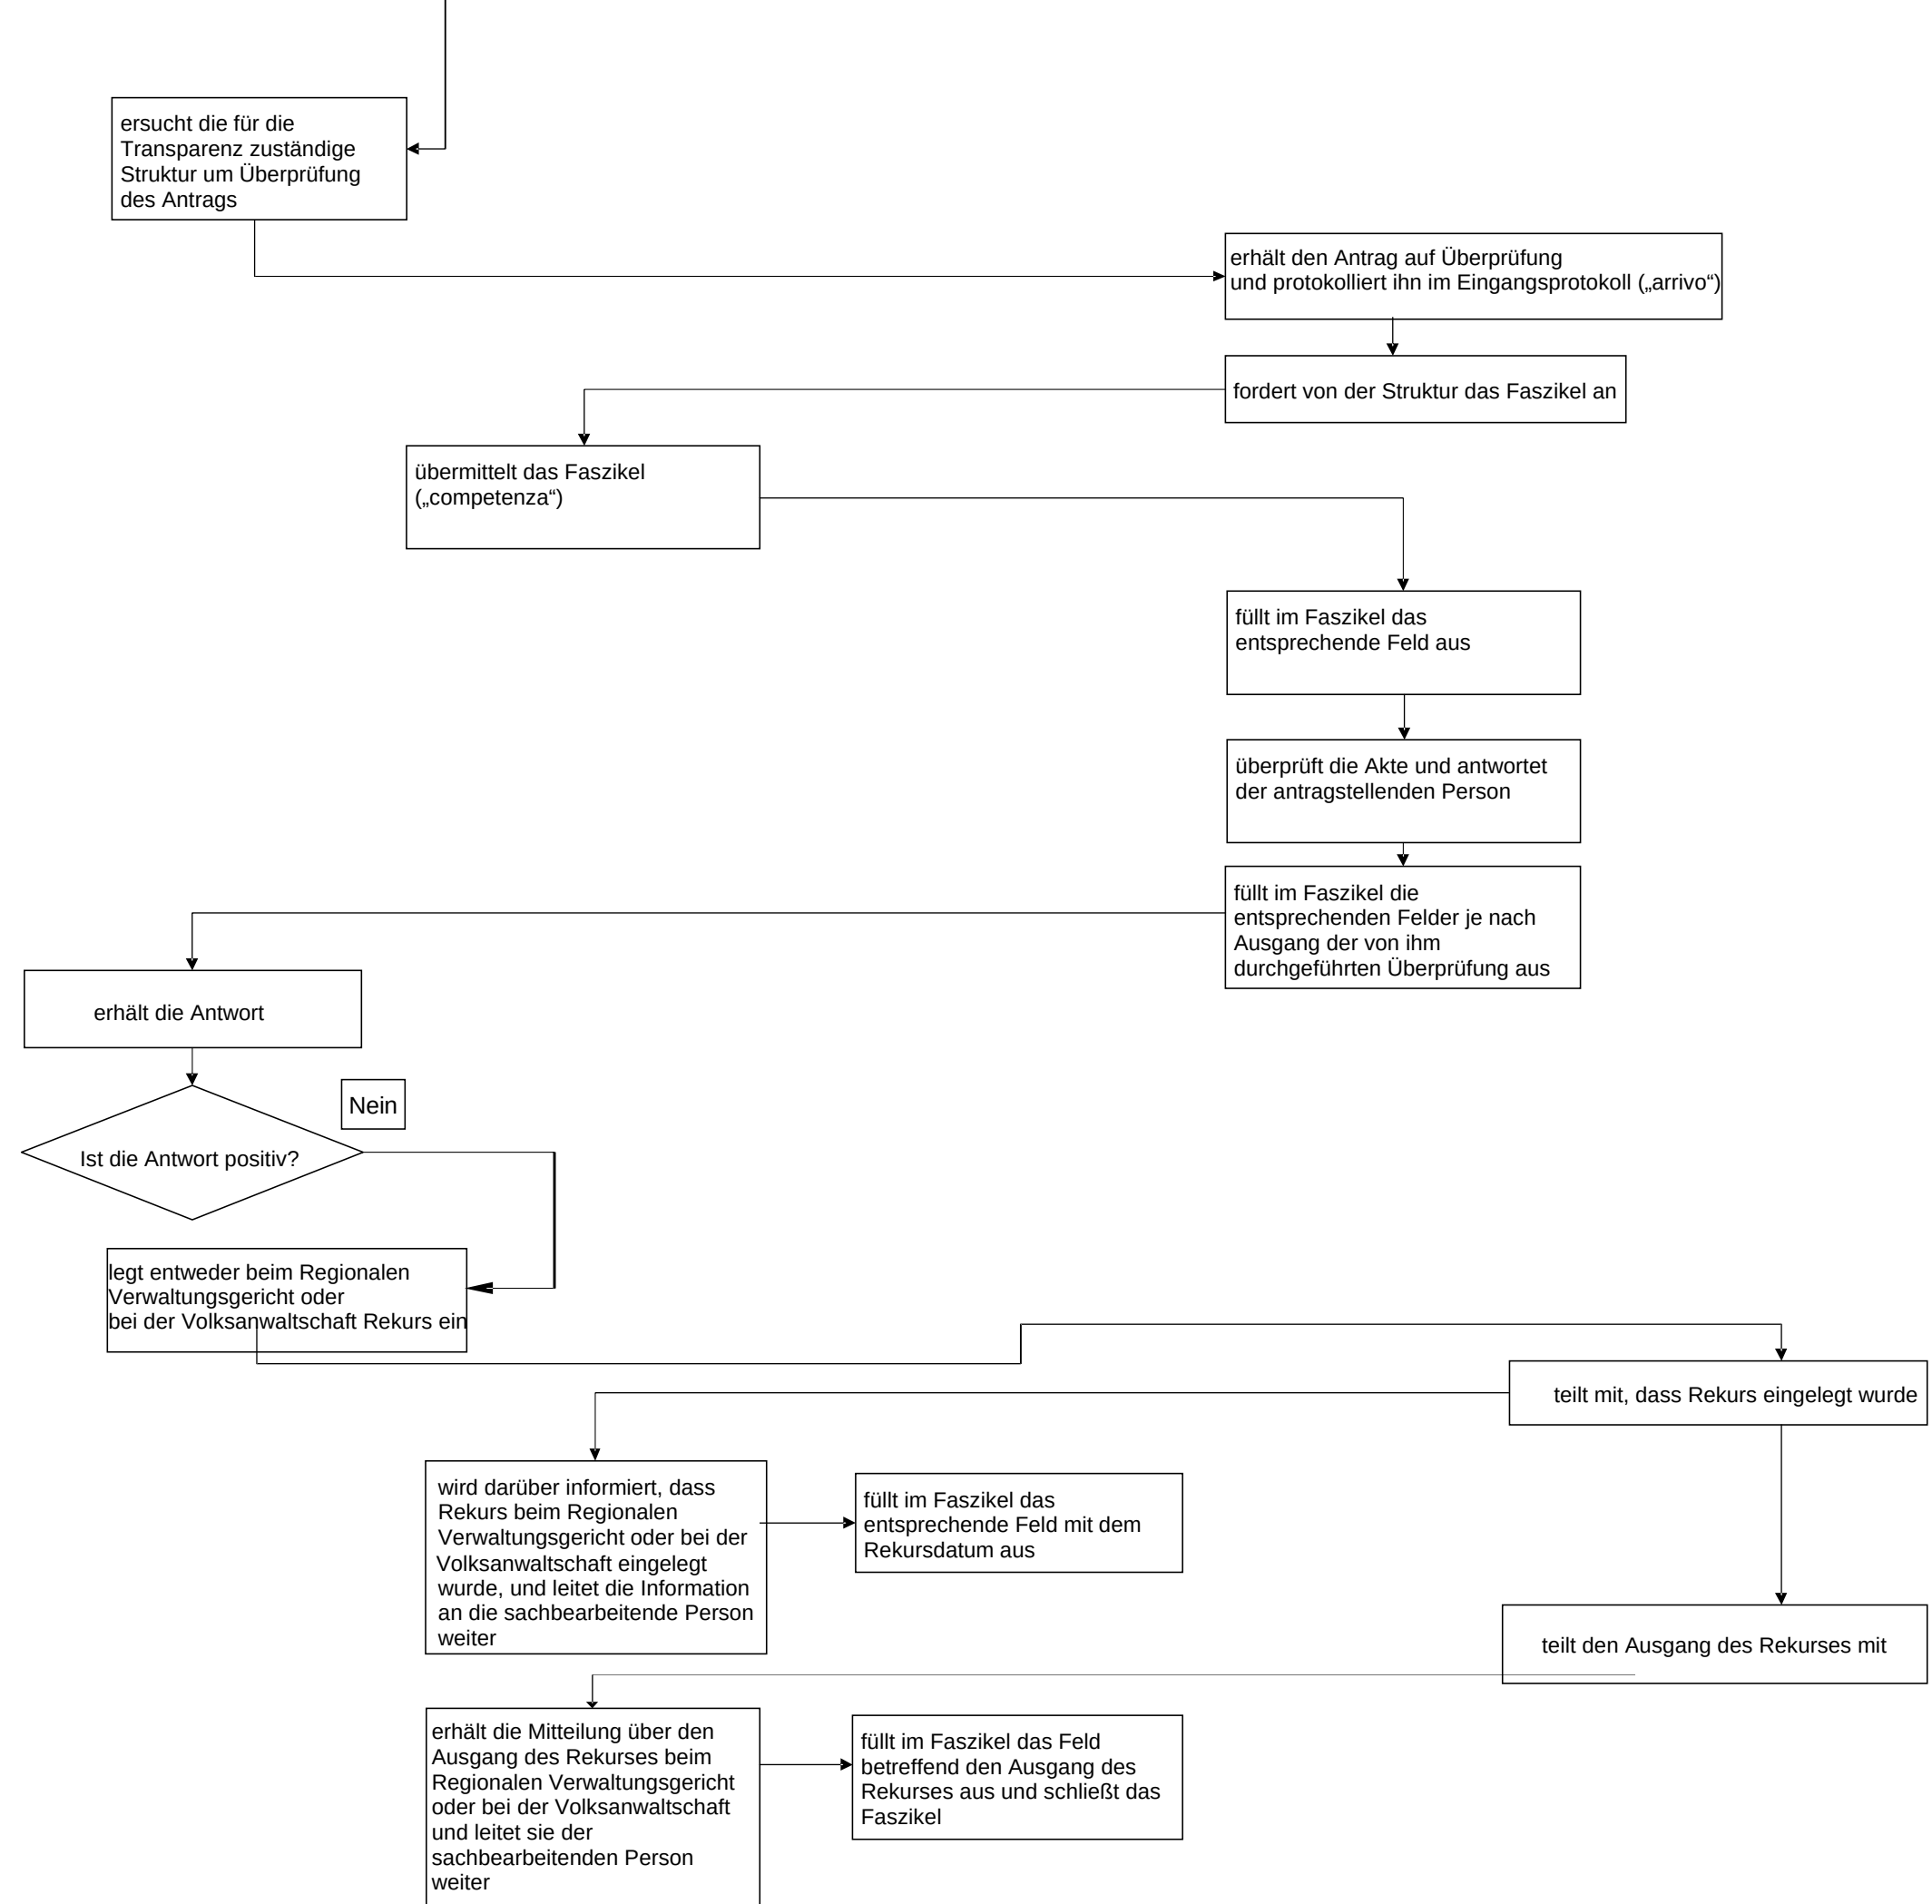 ersucht die für die
Transparenz zuständige
Struktur um Überprüfung
des Antrags
erhält den Antrag auf Überprüfung
und protokolliert ihn im Eingangsprotokoll („arrivo“)
fordert von der Struktur das Faszikel an
übermittelt das Faszikel
(„competenza“)
füllt im Faszikel das
entsprechende Feld aus
überprüft die Akte und antwortet
der antragstellenden Person
füllt im Faszikel die
entsprechenden Felder je nach
Ausgang der von ihm
durchgeführten Überprüfung aus
erhält die Antwort
Nein
Ist die Antwort positiv?
legt entweder beim Regionalen
Verwaltungsgericht oder
bei der Volksanwaltschaft Rekurs ein
teilt mit, dass Rekurs eingelegt wurde
wird darüber informiert, dass
Rekurs beim Regionalen
Verwaltungsgericht oder bei der
Volksanwaltschaft eingelegt
wurde, und leitet die Information
an die sachbearbeitende Person
weiter
füllt im Faszikel das
entsprechende Feld mit dem
Rekursdatum aus
teilt den Ausgang des Rekurses mit
erhält die Mitteilung über den
Ausgang des Rekurses beim
Regionalen Verwaltungsgericht
oder bei der Volksanwaltschaft
und leitet sie der
sachbearbeitenden Person
weiter
füllt im Faszikel das Feld
betreffend den Ausgang des
Rekurses aus und schließt das
Faszikel